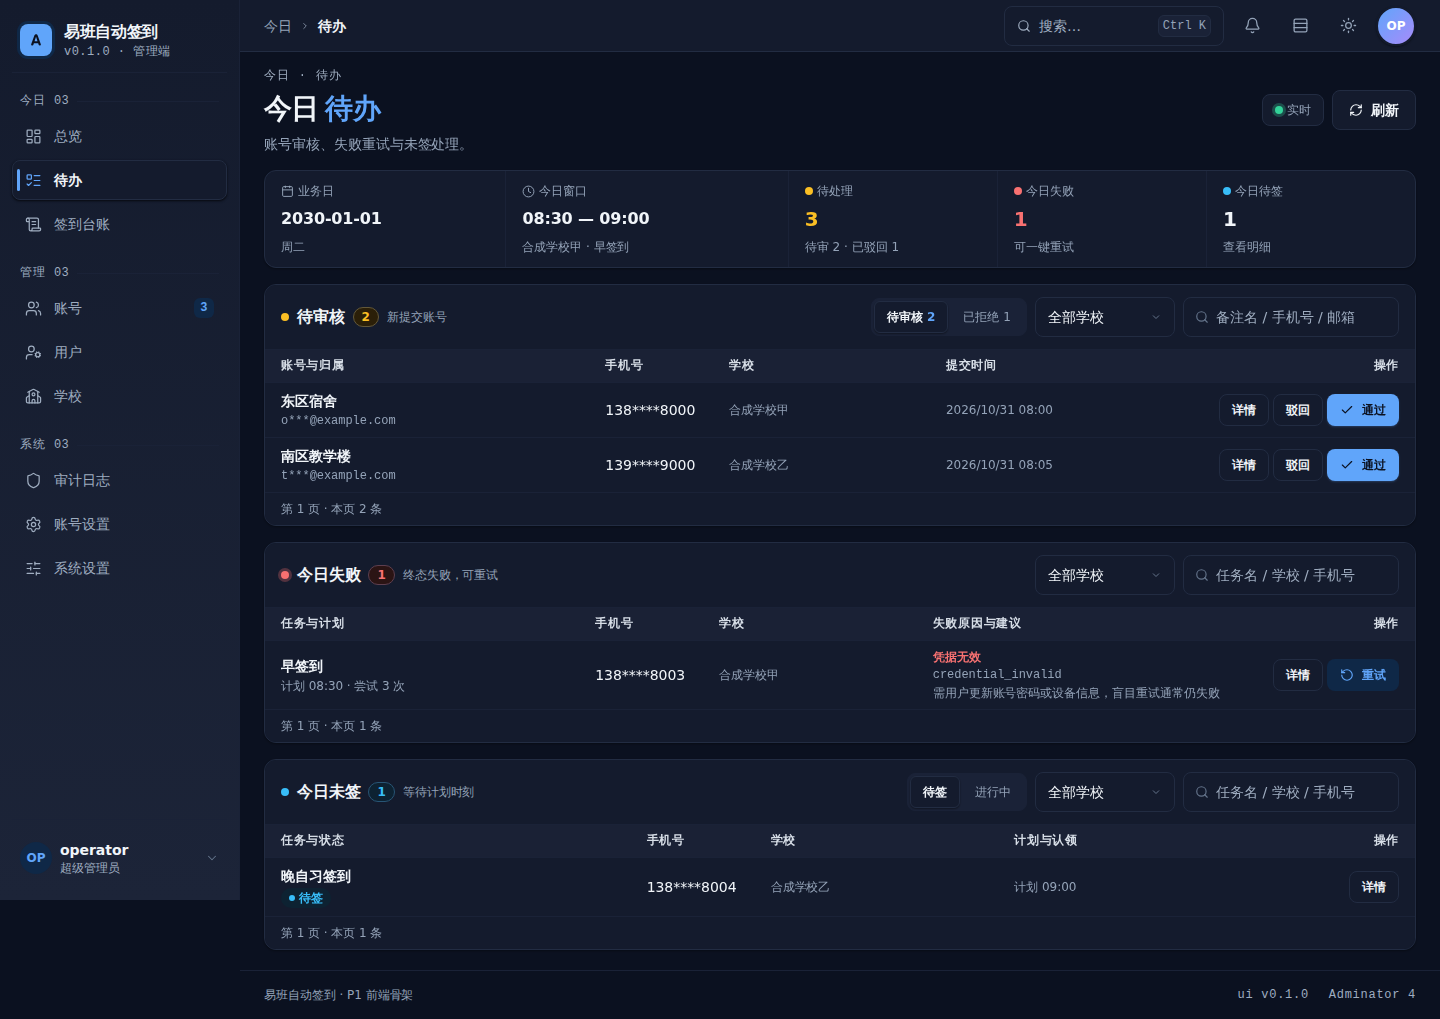 A
易班自动签到
v0.1.0 · 管理端
今日 03
总览
待办
签到台账
管理 03
账号 3
用户
学校
系统 03
审计日志
账号设置
系统设置
OP
operator
超级管理员
今日 › 待办
搜索… Ctrl K
OP
今日 · 待办
今日 待办
账号审核、失败重试与未签处理。
实时
刷新
业务日
2030-01-01
周二
今日窗口
08:30 — 09:00
合成学校甲 · 早签到
待处理
3
待审 2 · 已驳回 1
今日失败
1
可一键重试
今日待签
1
查看明细
待审核 2 新提交账号
待审核 2 已拒绝 1 全部学校 备注名 / 手机号 / 邮箱
账号与归属 手机号 学校 提交时间 操作
东区宿舍
o***@example.com
138****8000 合成学校甲 2026/10/31 08:00 详情 驳回 通过
南区教学楼
t***@example.com
139****9000 合成学校乙 2026/10/31 08:05 详情 驳回 通过
第 1 页 · 本页 2 条
今日失败 1 终态失败，可重试
全部学校 任务名 / 学校 / 手机号
任务与计划 手机号 学校 失败原因与建议 操作
早签到
计划 08:30 · 尝试 3 次
138****8003 合成学校甲
凭据无效
credential_invalid
需用户更新账号密码或设备信息，盲目重试通常仍失败
详情 重试
第 1 页 · 本页 1 条
今日未签 1 等待计划时刻
待签 进行中 全部学校 任务名 / 学校 / 手机号
任务与状态 手机号 学校 计划与认领 操作
晚自习签到
待签
138****8004 合成学校乙 计划 09:00 详情
第 1 页 · 本页 1 条
易班自动签到 · P1 前端骨架
ui v0.1.0 Adminator 4